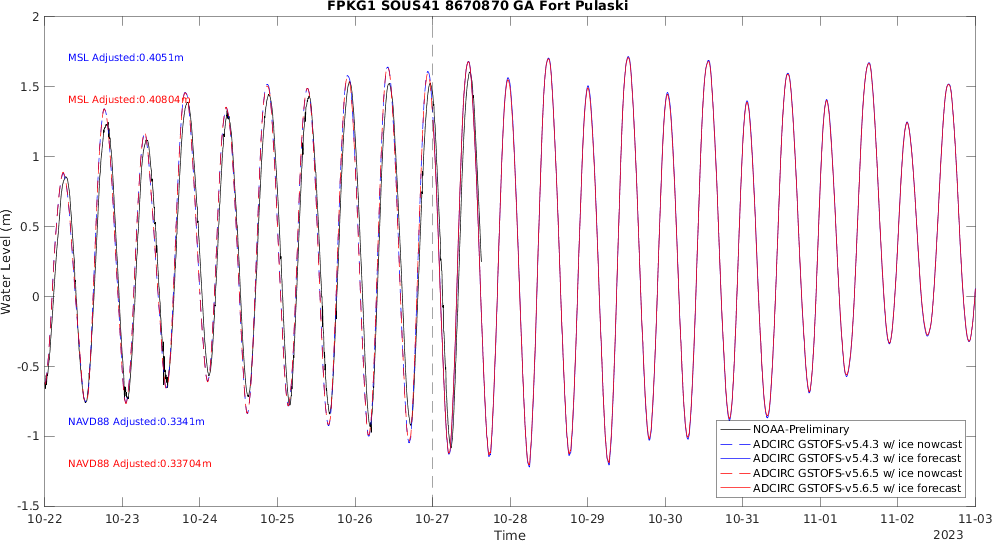 FPKG1 SOUS41 8670870 GA Fort Pulaski
2
1.5
1
0.5
0
-0.5
-1
-1.5
Water Level (m)
MSL Adjusted:0.4051m
MSL Adjusted:0.40804m
NAVD88 Adjusted:0.3341m
NAVD88 Adjusted:0.33704m
NOAA-Preliminary
ADCIRC GSTOFS-v5.4.3 w/ ice nowcast
ADCIRC GSTOFS-v5.4.3 w/ ice forecast
ADCIRC GSTOFS-v5.6.5 w/ ice nowcast
ADCIRC GSTOFS-v5.6.5 w/ ice forecast
10-22 10-23 10-24 10-25 10-26 10-27 10-28 10-29 10-30 10-31 11-01 11-02 11-03
Time
2023